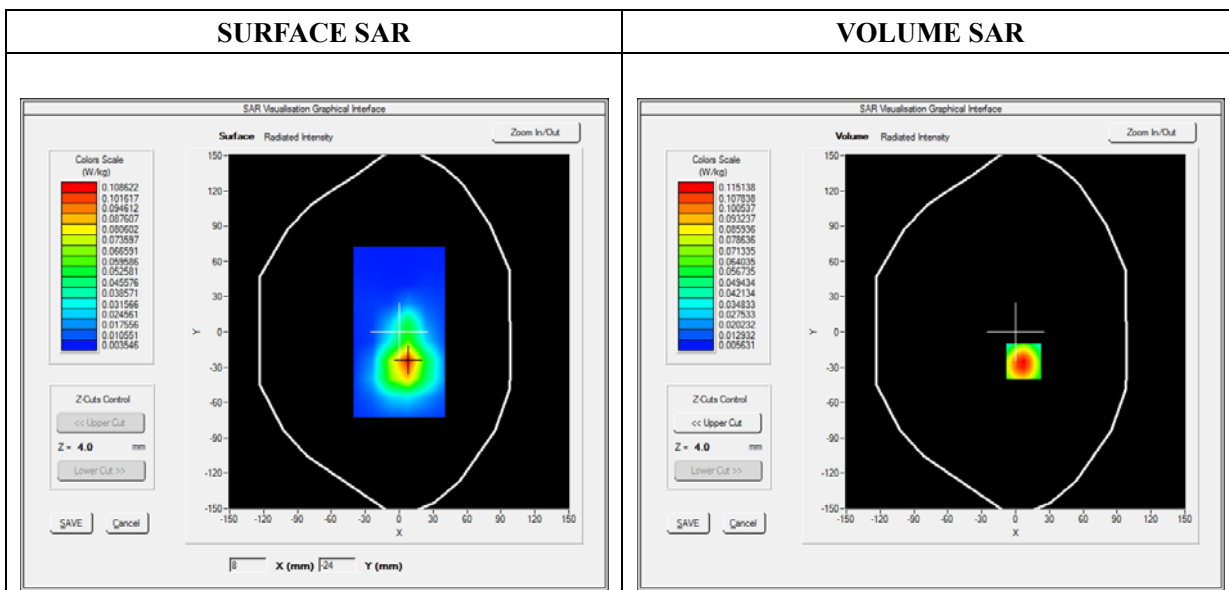 SURFACE SAR
VOLUME SAR
SAR Visualisation Graphical Interface
Surface Radiated Intensity
Zoom In/Out
Colors Scale
(W/kg)
0.108622
0.101617
0.094612
0.087607
0.080602
0.073597
0.066591
0.059586
0.052581
0.045576
0.038571
0.031566
0.024561
0.017556
0.010551
0.003546
Z-Cuts Control
<< Upper Cut
Z = 4.0 mm
Lower Cut >>
SAVE Cancel
150
120
90
60
30
0
-30
-60
-90
-120
-150
Y
-150 -120 -90 -60 -30 0 30 60 90 120 150
X
8 X (mm) -24 Y (mm)
SAR Visualisation Graphical Interface
Volume Radiated Intensity
Zoom In/Out
Colors Scale
(W/kg)
0.115138
0.107838
0.100537
0.093237
0.085936
0.078636
0.071335
0.064035
0.056735
0.049434
0.042134
0.034833
0.027533
0.020232
0.012932
0.005631
Z-Cuts Control
<< Upper Cut
Z = 4.0 mm
Lower Cut >>
SAVE Cancel
150
120
90
60
30
0
-30
-60
-90
-120
-150
Y
-150 -120 -90 -60 -30 0 30 60 90 120 150
X